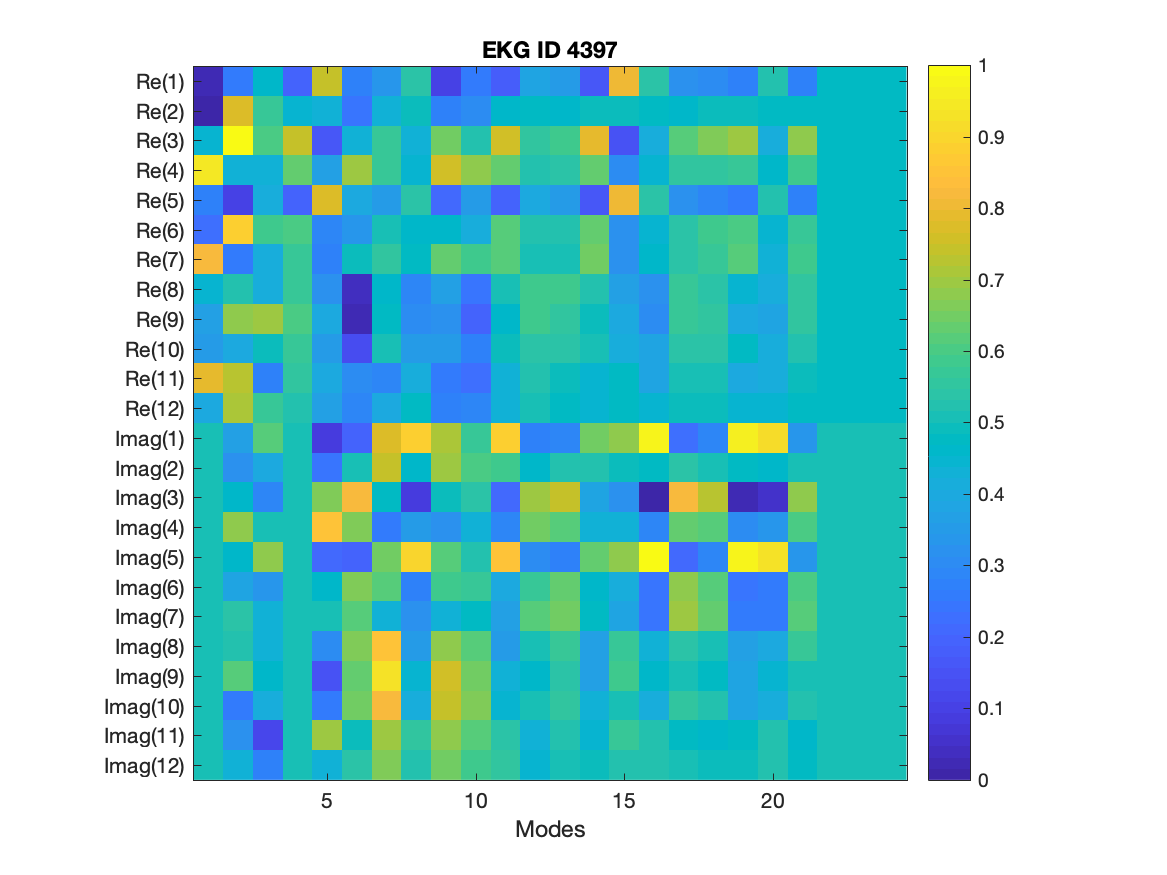 EKG ID 4397
Re(1)
Re(2)
Re(3)
Re(4)
Re(5)
Re(6)
Re(7)
Re(8)
Re(9)
Re(10)
Re(11)
Re(12)
Imag(1)
Imag(2)
Imag(3)
Imag(4)
Imag(5)
Imag(6)
Imag(7)
Imag(8)
Imag(9)
Imag(10)
Imag(11)
Imag(12)
5 10 15 20
Modes
1
0.9
0.8
0.7
0.6
0.5
0.4
0.3
0.2
0.1
0